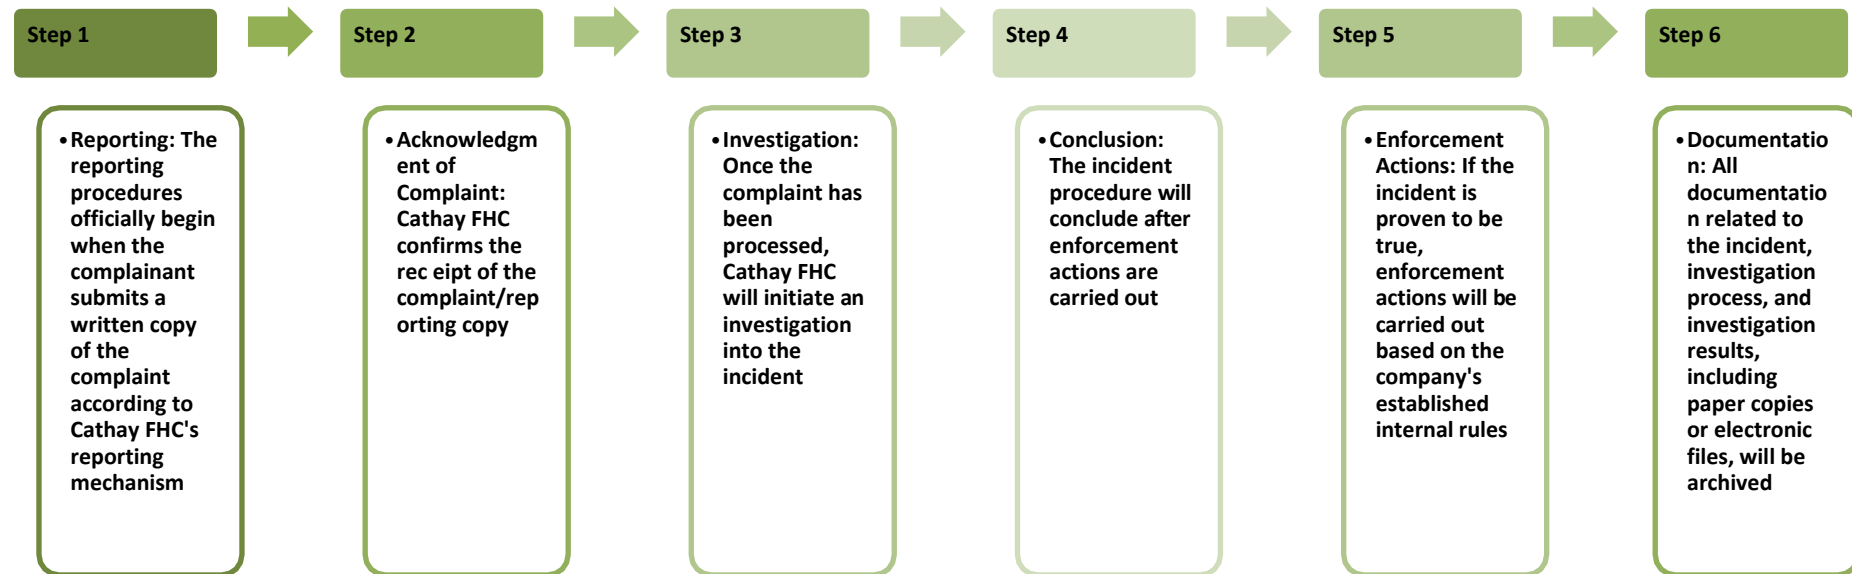 Step 1
Step 2
Step 3
Step 4
Step 5
Step 6
•Reporting: The
reporting
procedures
officially begin
when the
complainant
submits a
written copy
of the
complaint
according to
Cathay FHC's
reporting
mechanism
•Acknowledgm
ent of
Complaint:
Cathay FHC
confirms the
rec eipt of the
complaint/rep
orting copy
•Investigation:
Once the
complaint has
been
processed,
Cathay FHC
will initiate an
investigation
into the
incident
•Conclusion:
The incident
procedure will
conclude after
enforcement
actions are
carried out
•Enforcement
Actions: If the
incident is
proven to be
true,
enforcement
actions will be
carried out
based on the
company's
established
internal rules
•Documentatio
n: All
documentatio
n related to
the incident,
investigation
process, and
investigation
results,
including
paper copies
or electronic
files, will be
archived